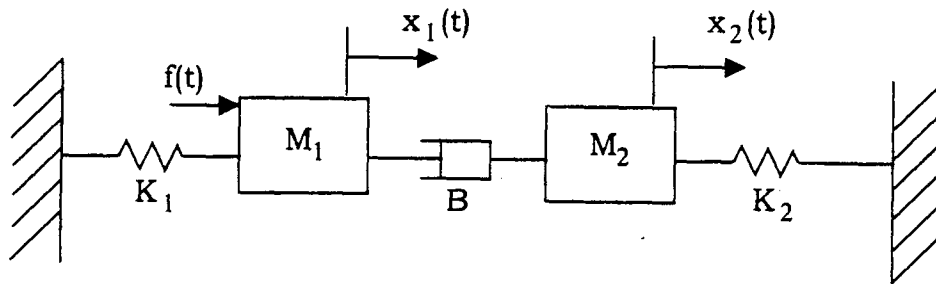 x₁(t)
x₂(t)
f(t)
M₁
M₂
K₁
B
K₂